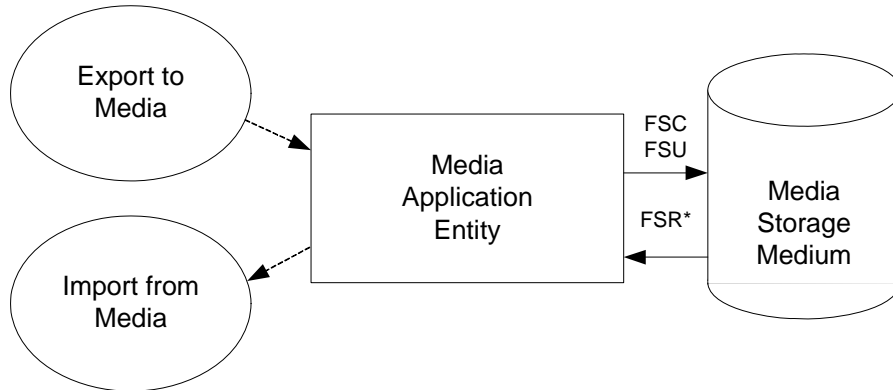 Export to
Media
Import from
Media
Media
Application
Entity
FSC
FSU
FSR*
Media
Storage
Medium